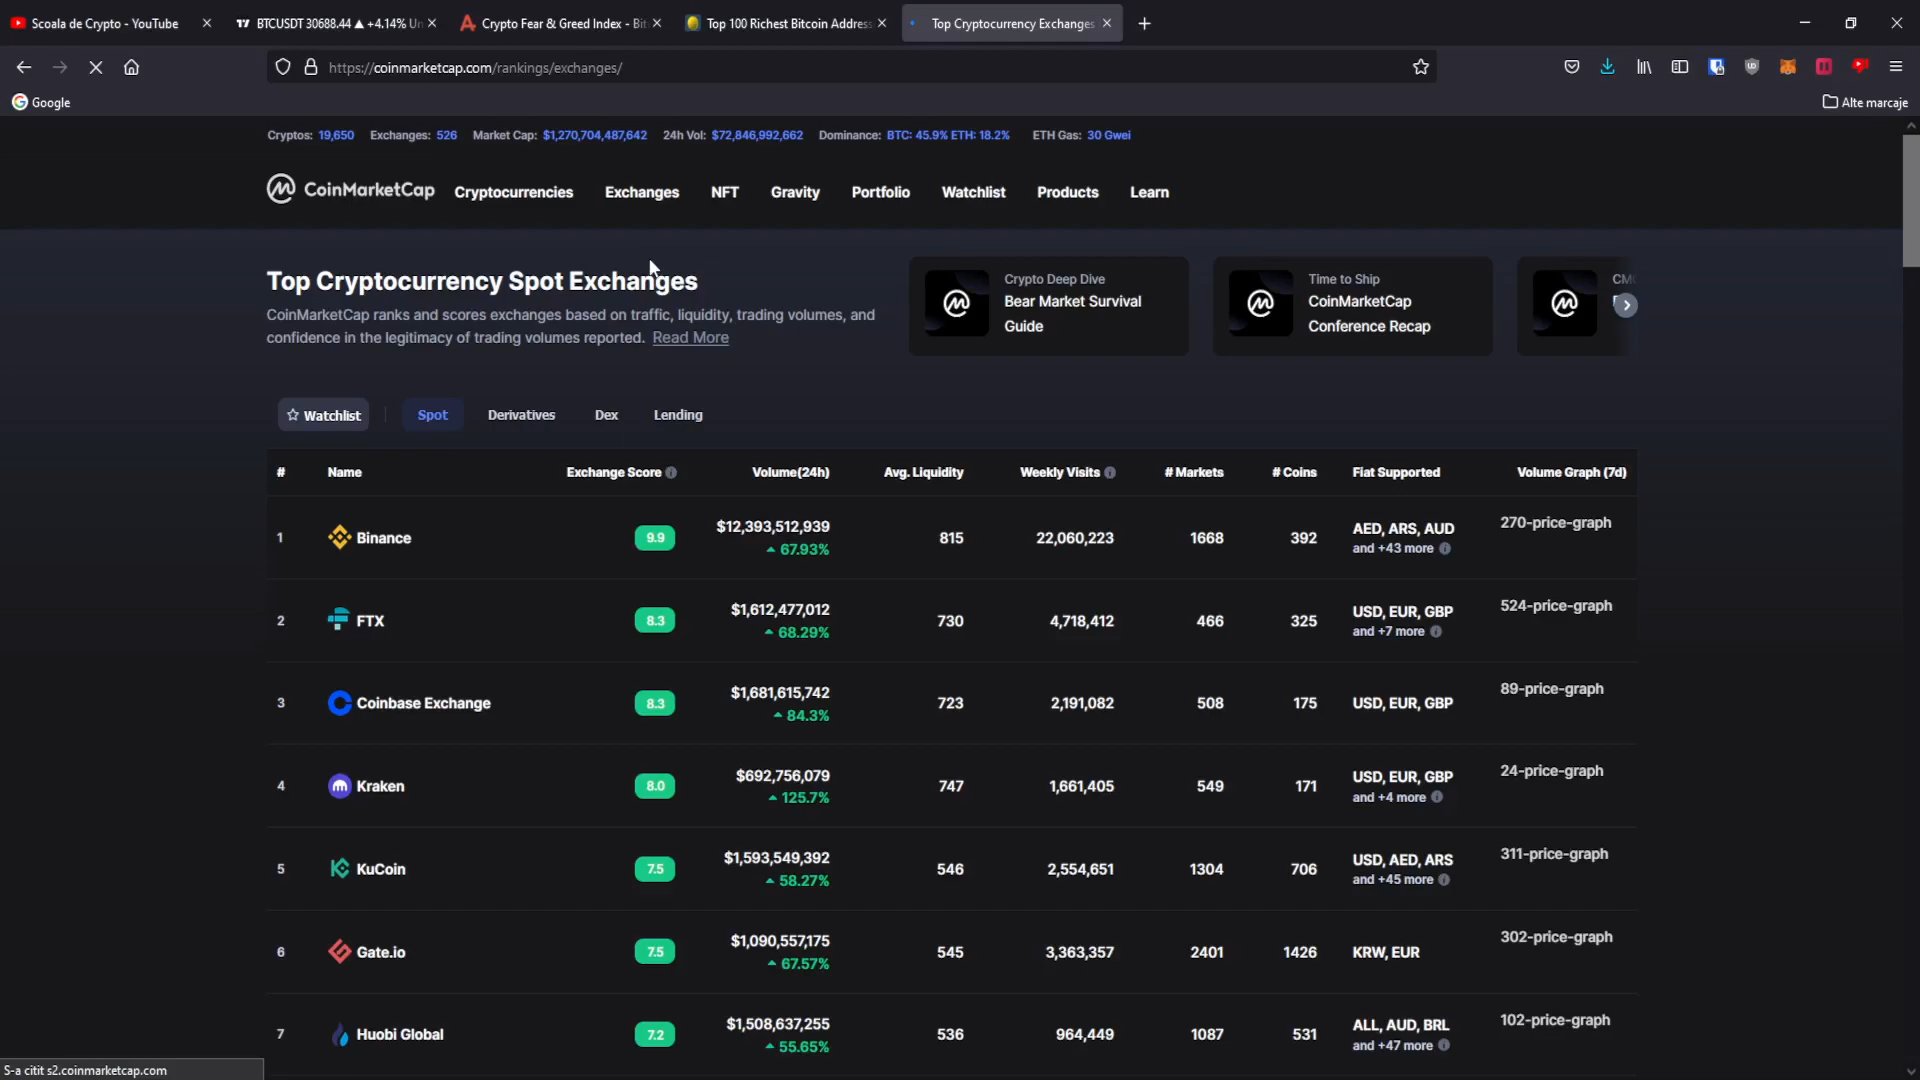 Scoala de Crypto - YouTube
BTCUSDT 30688.44 ▲ +4.14% Un
Crypto Fear & Greed Index - Bit
Top 100 Richest Bitcoin Address
Top Cryptocurrency Exchanges
https://coinmarketcap.com/rankings/exchanges/
Google
Alte marcaje
Cryptos: 19,650 Exchanges: 526 Market Cap: $1,270,704,487,642 24h Vol: $72,846,992,662 Dominance: BTC: 45.9% ETH: 18.2% ETH Gas: 30 Gwei
CoinMarketCap Cryptocurrencies Exchanges NFT Gravity Portfolio Watchlist Products Learn
Top Cryptocurrency Spot Exchanges
CoinMarketCap ranks and scores exchanges based on traffic, liquidity, trading volumes, and
confidence in the legitimacy of trading volumes reported. Read More
Crypto Deep Dive
Bear Market Survival
Guide
Time to Ship
CoinMarketCap
Conference Recap
Watchlist Spot Derivatives Dex Lending
# Name Exchange Score Volume(24h) Avg. Liquidity Weekly Visits # Markets # Coins Fiat Supported Volume Graph (7d)
1 Binance 9.9 $12,393,512,939 815 22,060,223 1668 392 AED, ARS, AUD 270-price-graph
67.93% and +43 more
2 FTX 8.3 $1,612,477,012 730 4,718,412 466 325 USD, EUR, GBP 524-price-graph
68.29% and +7 more
3 Coinbase Exchange 8.3 $1,681,615,742 723 2,191,082 508 175 USD, EUR, GBP 89-price-graph
84.3%
4 Kraken 8.0 $692,756,079 747 1,661,405 549 171 USD, EUR, GBP 24-price-graph
125.7% and +4 more
5 KuCoin 7.5 $1,593,549,392 546 2,554,651 1304 706 USD, AED, ARS 311-price-graph
58.27% and +45 more
6 Gate.io 7.5 $1,090,557,175 545 3,363,357 2401 1426 KRW, EUR 302-price-graph
67.57%
7 Huobi Global 7.2 $1,508,637,255 536 964,449 1087 531 ALL, AUD, BRL 102-price-graph
55.65% and +47 more
S-a citit s2.coinmarketcap.com